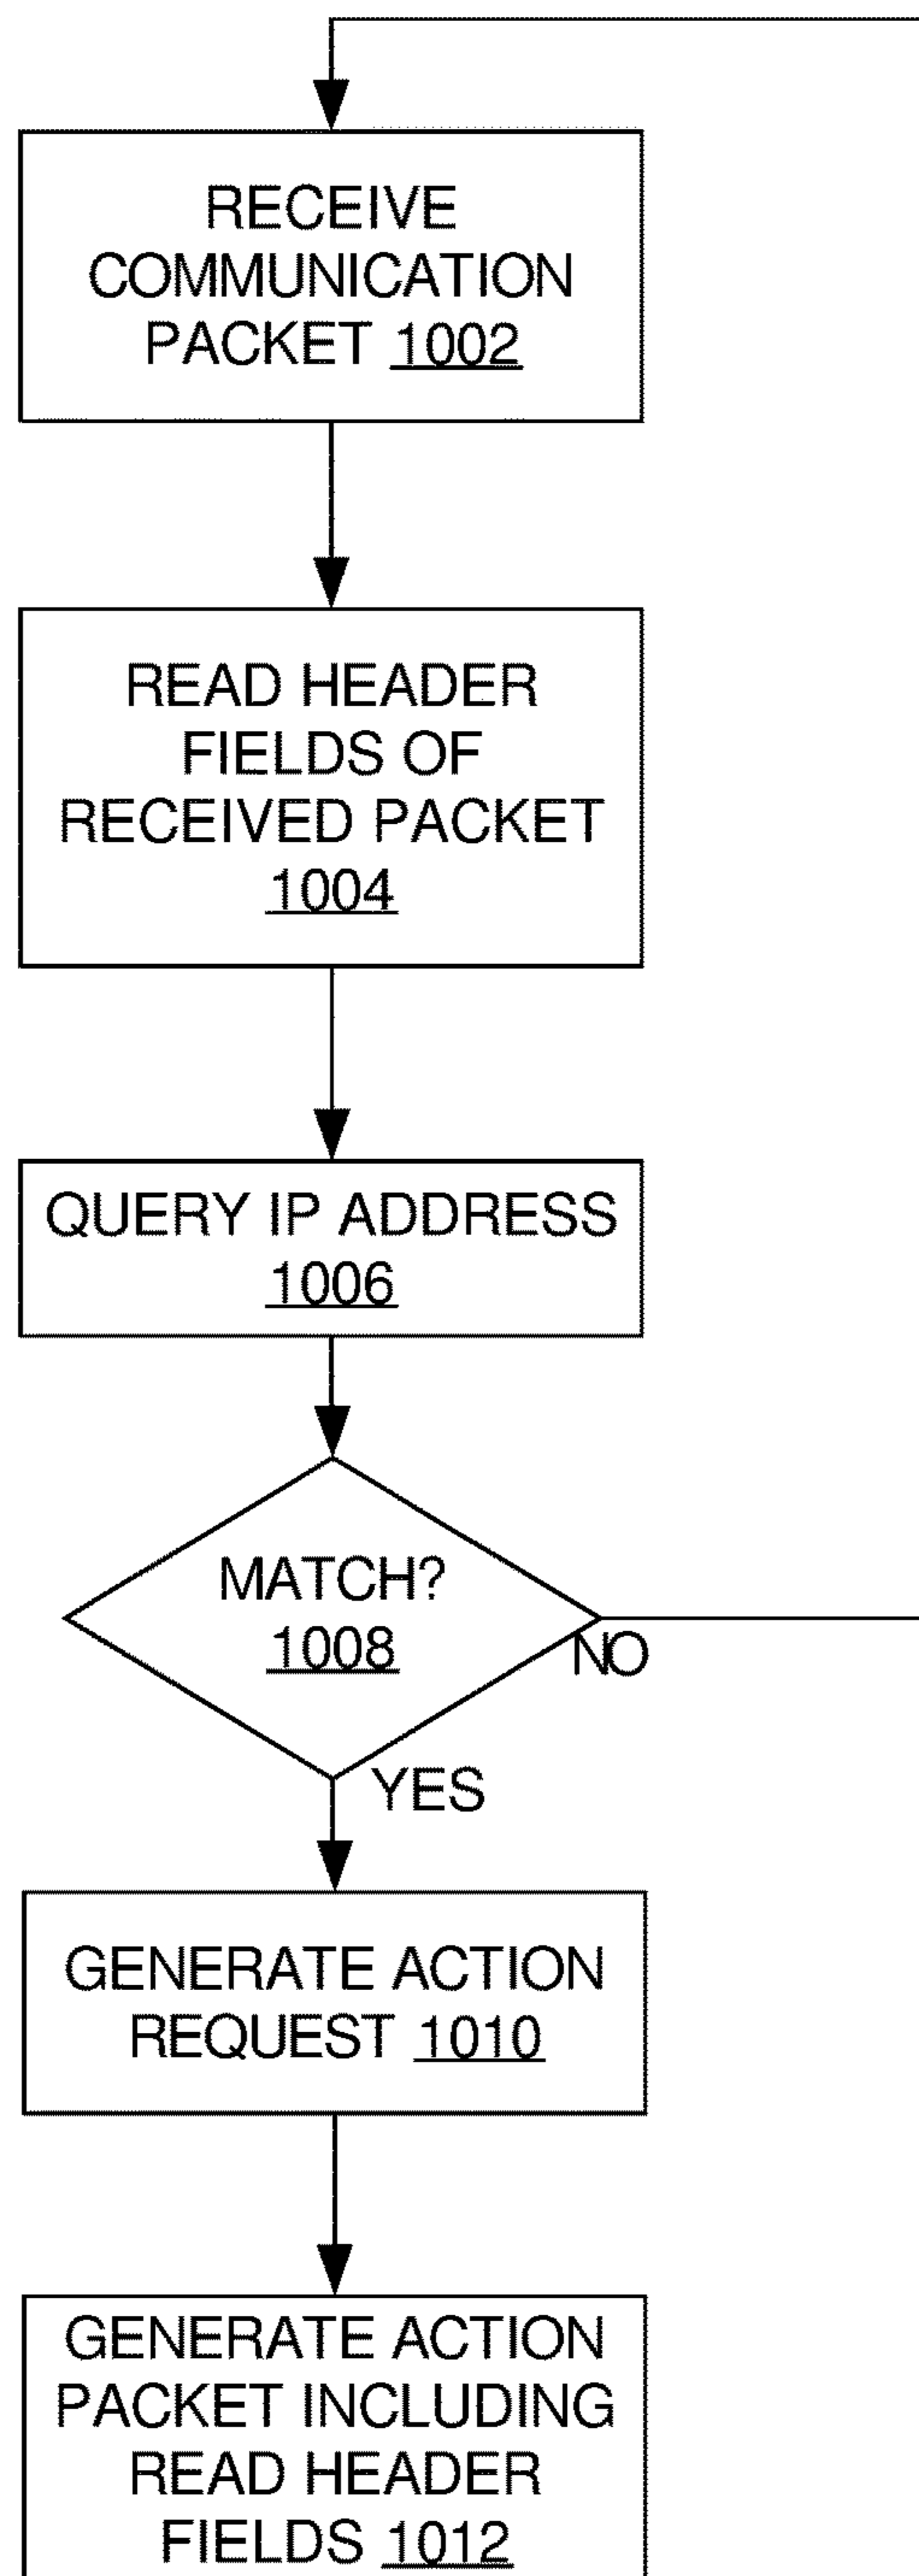 RECEIVE
COMMUNICATION
PACKET 1002
READ HEADER
FIELDS OF
RECEIVED PACKET
1004
QUERY IP ADDRESS
1006
MATCH?
1008
NO
YES
GENERATE ACTION
REQUEST 1010
GENERATE ACTION
PACKET INCLUDING
READ HEADER
FIELDS 1012